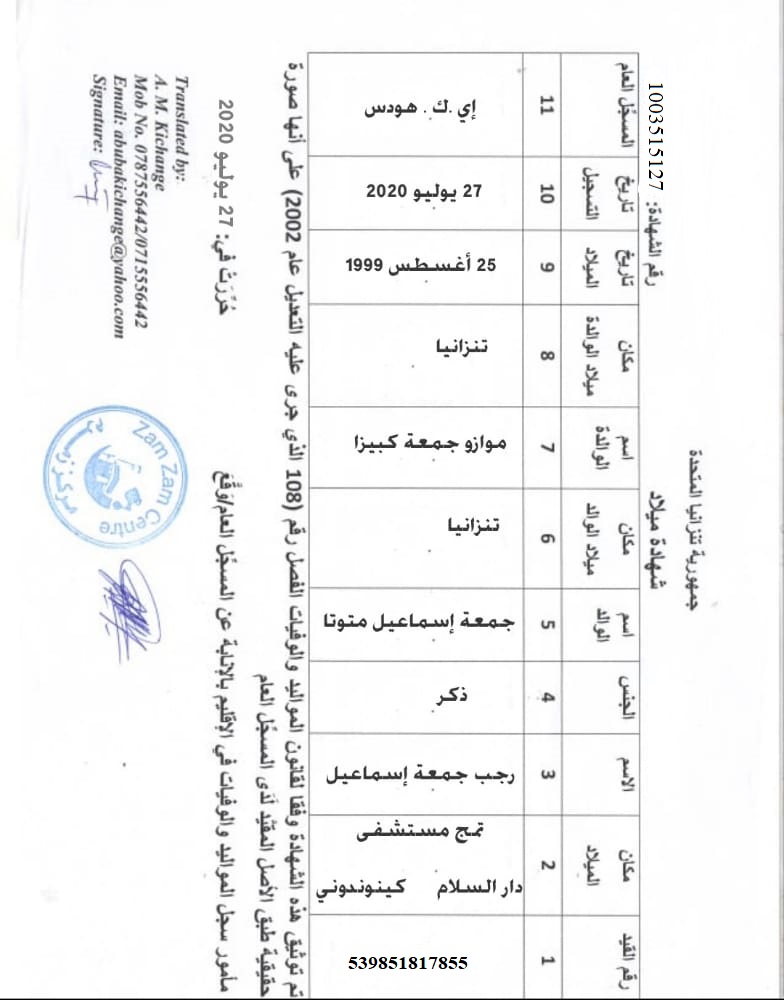 جمهورية تنزانيا المتحدة
شهادة ميلاد
رقم الشهادة: 1003515127
رقم القيد
مكان الميلاد
الاسم
الجنس
اسم الوالد
مكان ميلاد الوالد
اسم الوالدة
مكان ميلاد الوالدة
تاريخ الميلاد
تاريخ التسجيل
المسجّل العام
1 2 3 4 5 6 7 8 9 10 11
539851817855
تمج مستشفى
دار السلام كينوندوني
رجب جمعة إسماعيل
ذكر
جمعة إسماعيل متوتا
تنزانيا
موازو جمعة كبيزا
تنزانيا
25 أغسطس 1999
27 يوليو 2020
إي .ك . هودس
تم توثيق هذه الشهادة وفقا لقانون المواليد والوفيات الفصل رقم (108 الذي جرى عليه التعديل عام 2002) على أنها صورة
حقيقية طبق الأصل المقيّد لَدَى المسجّل العام
مأمور سجل المواليد والوفيات في الإقليم بالإنابة عن المسجّل العام/وَقَّعَ
حُرِّرَتْ في: 27 يوليو 2020
Translated by:
A. M. Kichange
Mob No. 0787556442/0715556442
Email: abubakichange@yahoo.com
Signature:
Zam Zam Centre
مركز زمزم